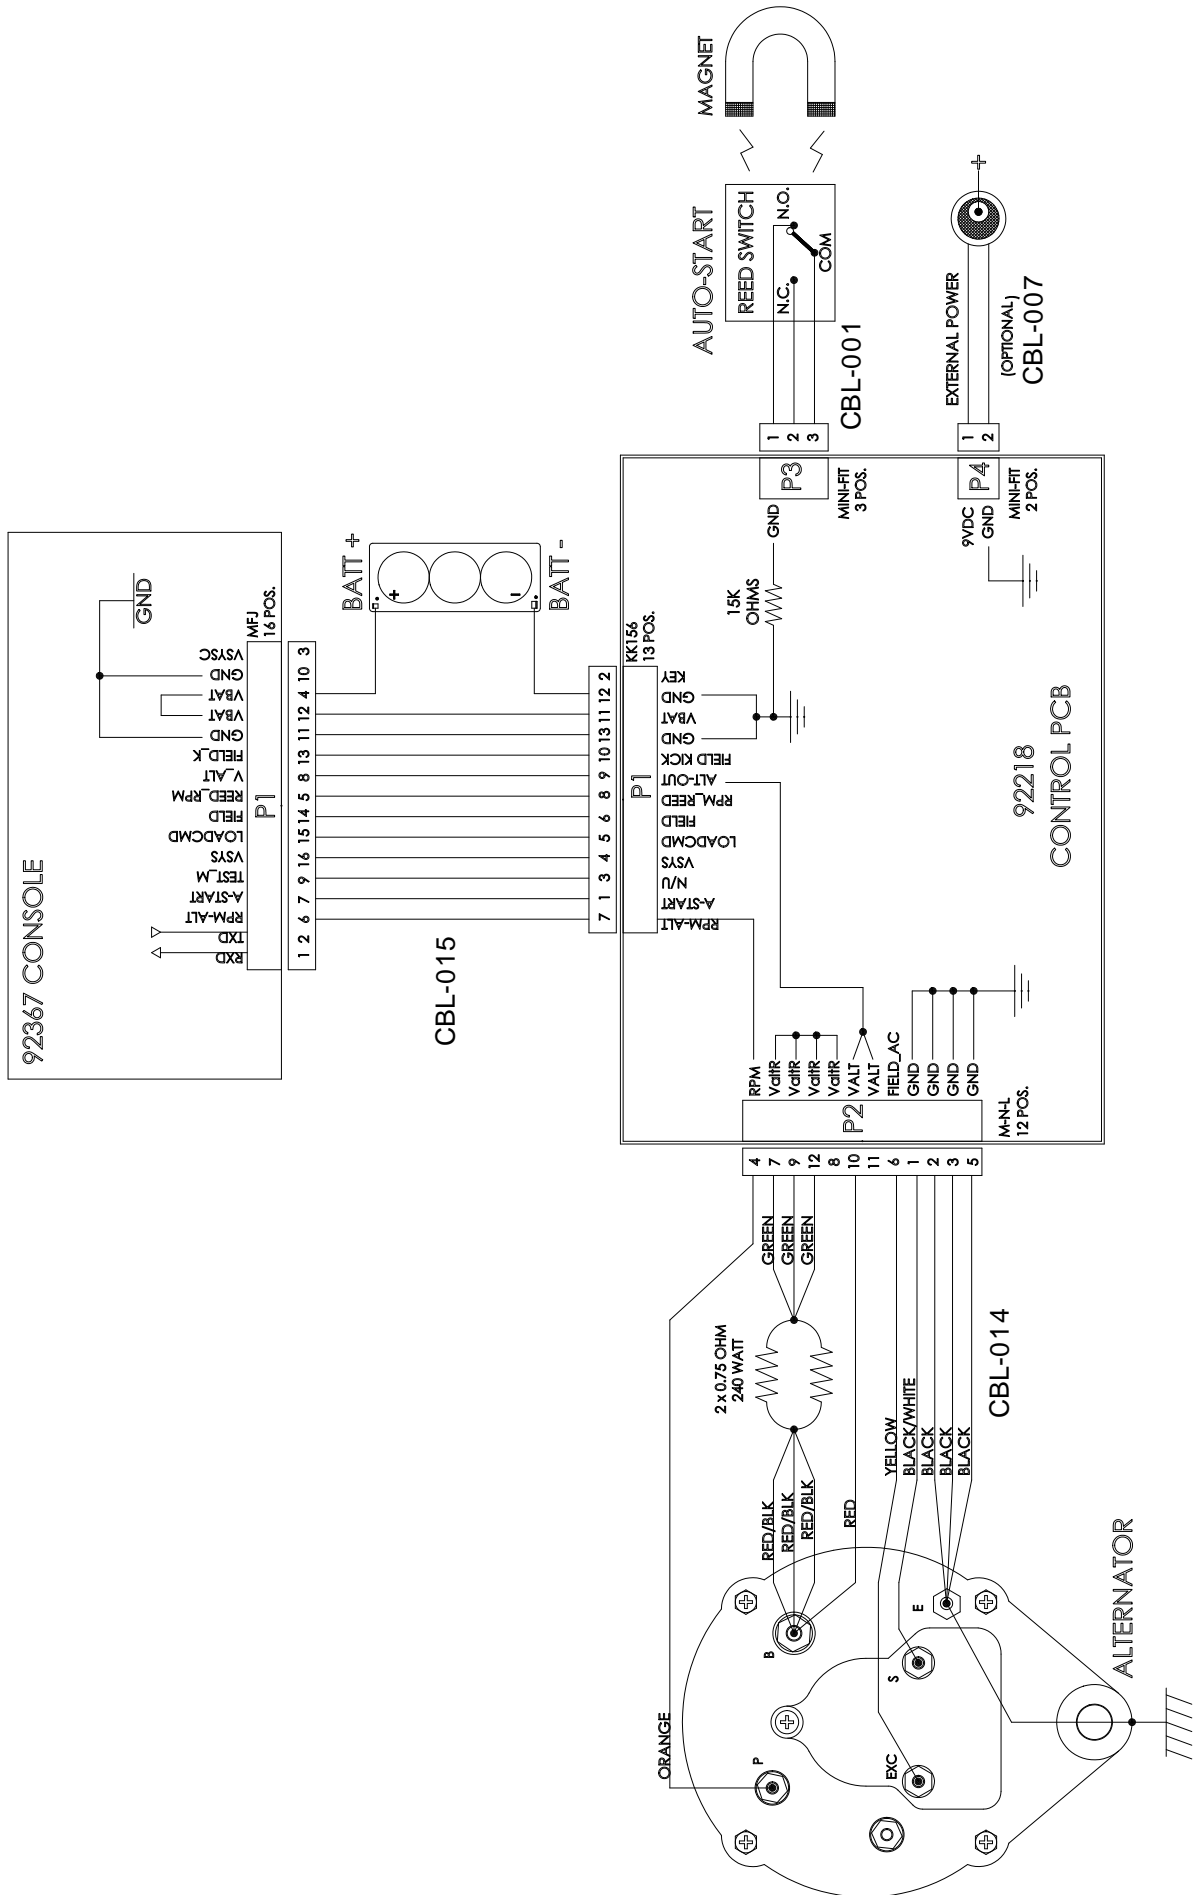 92367 CONSOLE
GND
MFJ
16 POS.
P1
RXD
TXD
RPM-ALT
A-START
TEST_M
VSYS
LOADCMD
FIELD
REED_RPM
V_ALT
FIELD_K
GND
VBAT
VBAT
GND
VSYSC
1 2 6 7 9 16 15 14 5 8 13 11 12 4 10 3
BATT +
+
-
BATT -
CBL-015
7 1 3 4 5 6 8 9 10 13 11 12 2
KK156
13 POS.
P1
RPM-ALT
A-START
N/U
VSYS
LOADCMD
FIELD
RPM_REED
ALT-OUT
FIELD KICK
GND
VBAT
GND
KEY
15K
OHMS
GND
P3
MINI-FIT
3 POS.
1
2
3
CBL-001
AUTO-START
REED SWITCH
N.C.
N.O.
COM
MAGNET
9VDC
GND
P4
MINI-FIT
2 POS.
1
2
EXTERNAL POWER
(OPTIONAL)
CBL-007
+
92218
CONTROL PCB
P2
M-N-L
12 POS.
RPM
ValtR
ValtR
ValtR
ValtR
VALT
VALT
FIELD_AC
GND
GND
GND
GND
4
7
9
12
8
10
11
6
1
2
3
5
GREEN
GREEN
GREEN
2 x 0.75 OHM
240 WATT
RED/BLK
RED/BLK
RED/BLK
RED
YELLOW
BLACK/WHITE
BLACK
BLACK
BLACK
CBL-014
ORANGE
P
B
EXC
S
E
ALTERNATOR